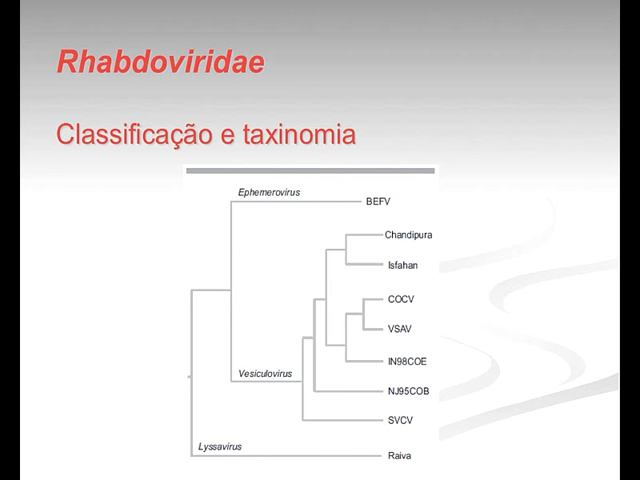 Rhabdoviridae
Classificação e taxinomia
Ephemerovirus
BEFV
Chandipura
Isfahan
COCV
VSAV
IN98COE
Vesiculovirus
NJ95COB
SVCV
Lyssavirus
Raiva